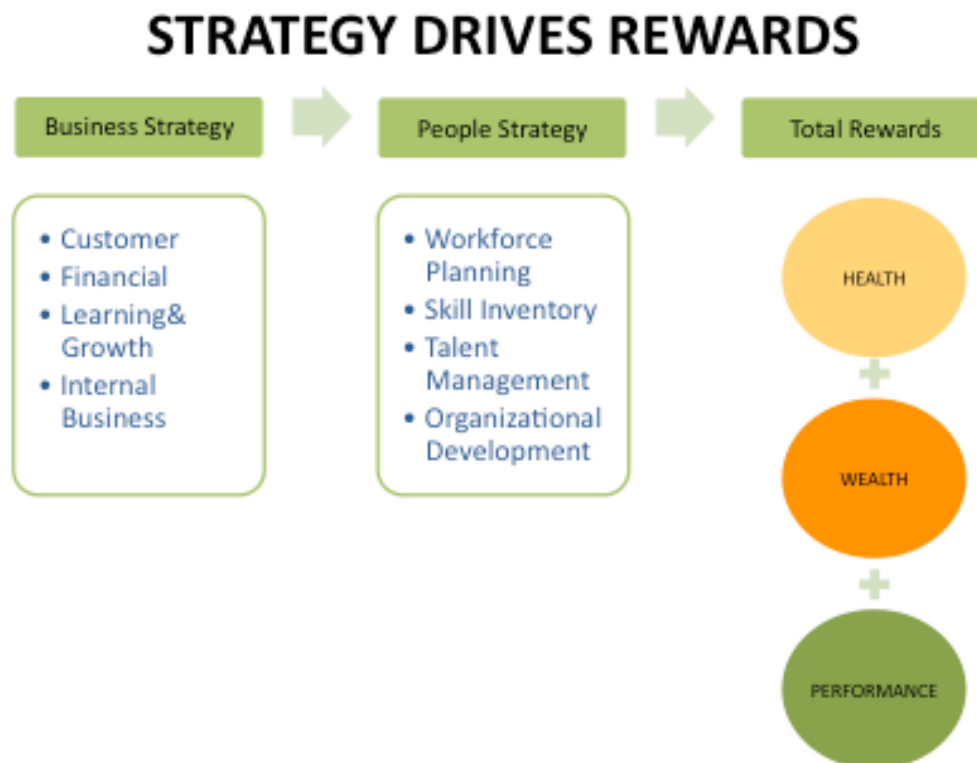 STRATEGY DRIVES REWARDS
Business Strategy
People Strategy
Total Rewards
• Customer
• Financial
• Learning&
Growth
• Internal
Business
• Workforce
Planning
• Skill Inventory
• Talent
Management
• Organizational
Development
HEALTH
WEALTH
PERFORMANCE